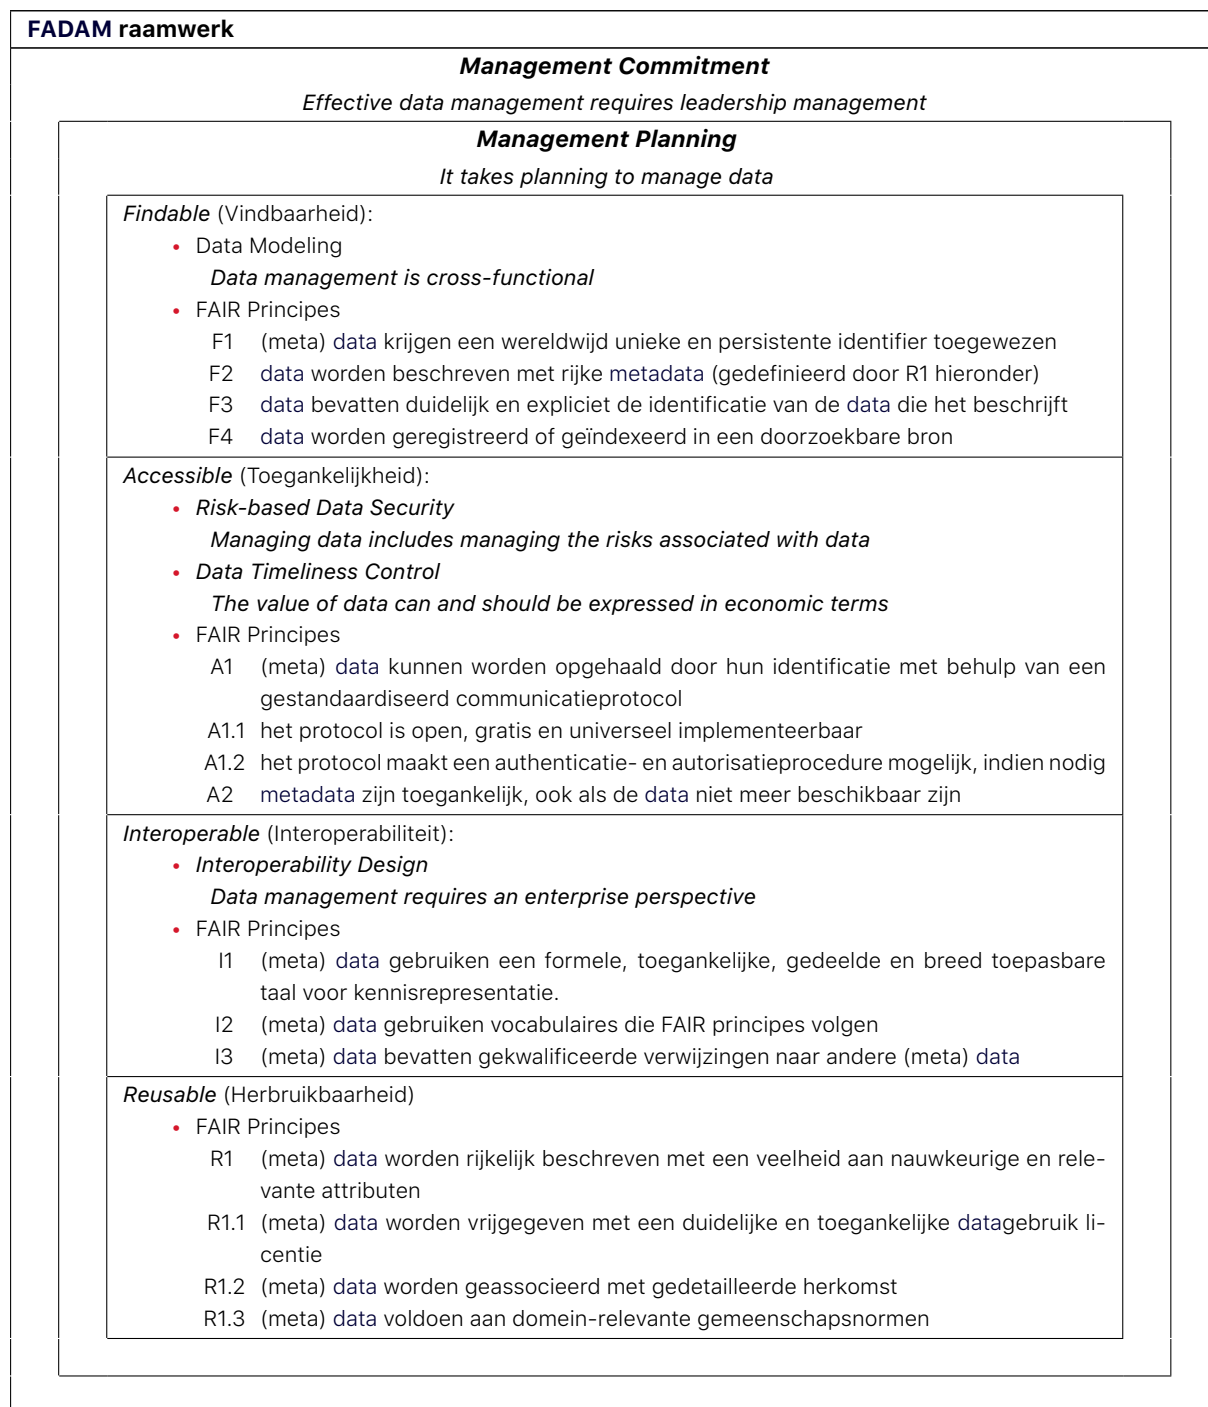 FADAM raamwerk
Management Commitment
Effective data management requires leadership management
Management Planning
It takes planning to manage data
Findable (Vindbaarheid):
• Data Modeling
Data management is cross-functional
• FAIR Principes
F1 (meta) data krijgen een wereldwijd unieke en persistente identifier toegewezen
F2 data worden beschreven met rijke metadata (gedefinieerd door R1 hieronder)
F3 data bevatten duidelijk en expliciet de identificatie van de data die het beschrijft
F4 data worden geregistreerd of geïndexeerd in een doorzoekbare bron
Accessible (Toegankelijkheid):
• Risk-based Data Security
Managing data includes managing the risks associated with data
• Data Timeliness Control
The value of data can and should be expressed in economic terms
• FAIR Principes
A1 (meta) data kunnen worden opgehaald door hun identificatie met behulp van een
gestandaardiseerd communicatieprotocol
A1.1 het protocol is open, gratis en universeel implementeerbaar
A1.2 het protocol maakt een authenticatie- en autorisatieprocedure mogelijk, indien nodig
A2 metadata zijn toegankelijk, ook als de data niet meer beschikbaar zijn
Interoperable (Interoperabiliteit):
• Interoperability Design
Data management requires an enterprise perspective
• FAIR Principes
I1 (meta) data gebruiken een formele, toegankelijke, gedeelde en breed toepasbare
taal voor kennisrepresentatie.
I2 (meta) data gebruiken vocabulaires die FAIR principes volgen
I3 (meta) data bevatten gekwalificeerde verwijzingen naar andere (meta) data
Reusable (Herbruikbaarheid)
• FAIR Principes
R1 (meta) data worden rijkelijk beschreven met een veelheid aan nauwkeurige en rele-
vante attributen
R1.1 (meta) data worden vrijgegeven met een duidelijke en toegankelijke datagebruik li-
centie
R1.2 (meta) data worden geassocieerd met gedetailleerde herkomst
R1.3 (meta) data voldoen aan domein-relevante gemeenschapsnormen